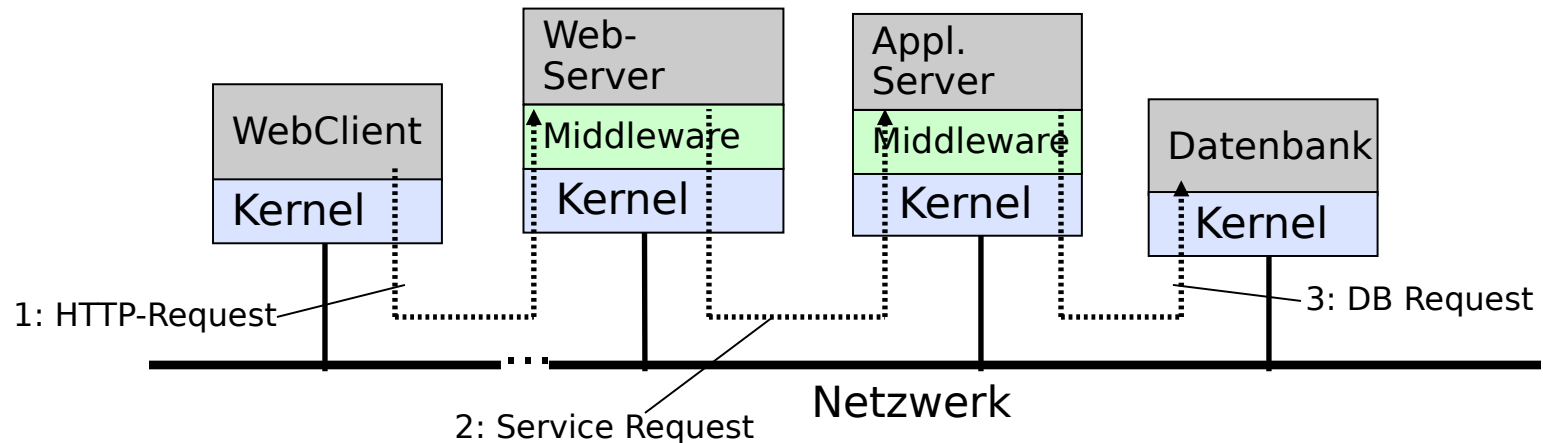 Web-
Server
Appl.
Server
WebClient
Middleware
Middleware
Datenbank
Kernel
Kernel
Kernel
Kernel
1: HTTP-Request
3: DB Request
Netzwerk
2: Service Request